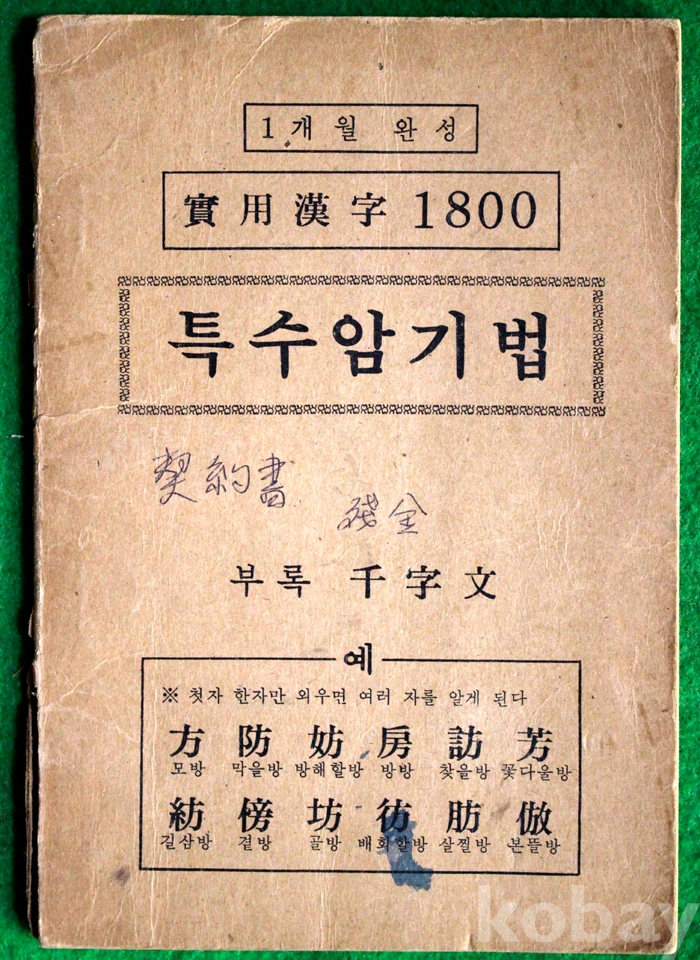 1개월 완성
實用漢字 1800
특수암기법
契約書
残金
부록 千字文
예
※ 첫자 한자만 외우면 여러 자를 알게 된다
方 防 妨 房 訪 芳
모방 막을방 방해할방 방방 찾을방 꽃다울방
紡 傍 坊 彷 肪 倣
길삼방 곁방 골방 배회할방 살찔방 본뜰방
kobay